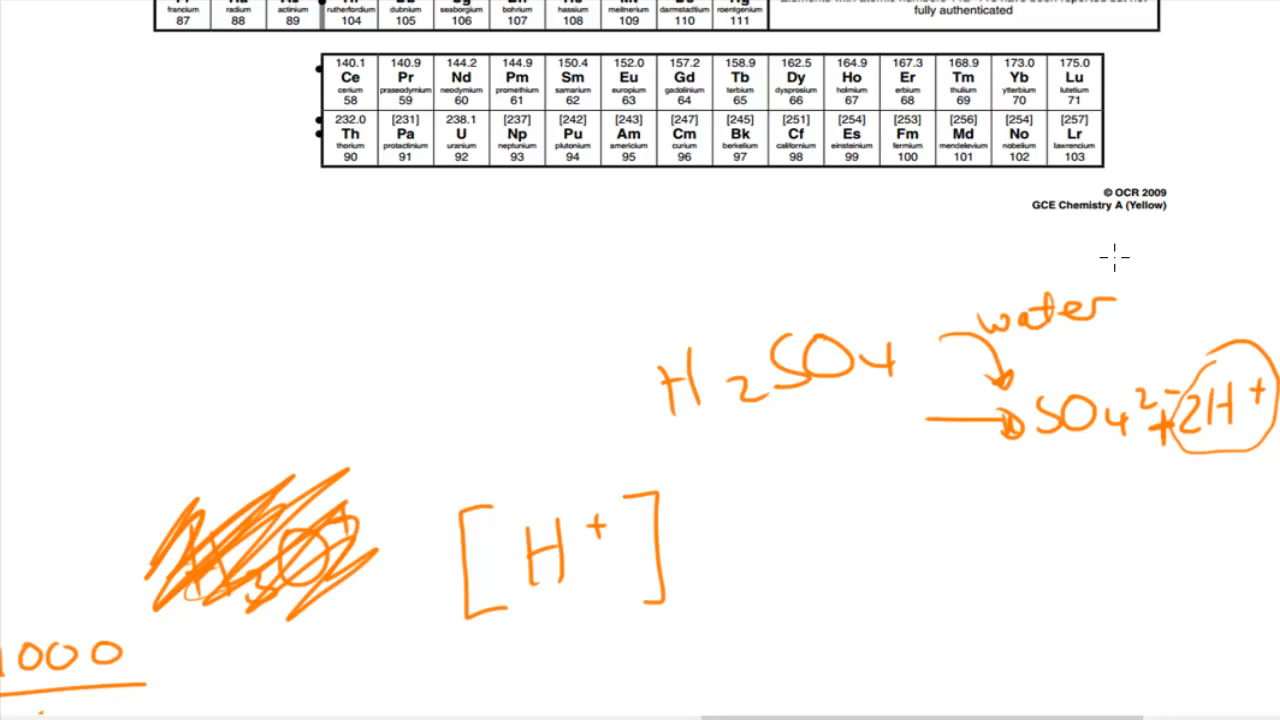 francium radium actinium rutherfordium dubnium seaborgium bohrium hassium meitnerium darmstadtium roentgenium
87 88 89 104 105 106 107 108 109 110 111
fully authenticated
140.1 140.9 144.2 144.9 150.4 152.0 157.2 158.9 162.5 164.9 167.3 168.9 173.0 175.0
Ce Pr Nd Pm Sm Eu Gd Tb Dy Ho Er Tm Yb Lu
cerium praseodymium neodymium promethium samarium europium gadolinium terbium dysprosium holmium erbium thulium ytterbium lutetium
58 59 60 61 62 63 64 65 66 67 68 69 70 71
232.0 [231] 238.1 [237] [242] [243] [247] [245] [251] [254] [253] [256] [254] [257]
Th Pa U Np Pu Am Cm Bk Cf Es Fm Md No Lr
thorium protactinium uranium neptunium plutonium americium curium berkelium californium einsteinium fermium mendelevium nobelium lawrencium
90 91 92 93 94 95 96 97 98 99 100 101 102 103
© OCR 2009
GCE Chemistry A (Yellow)
water
H2SO4
→ SO4²⁻ + 2H⁺
[H⁺]
1000